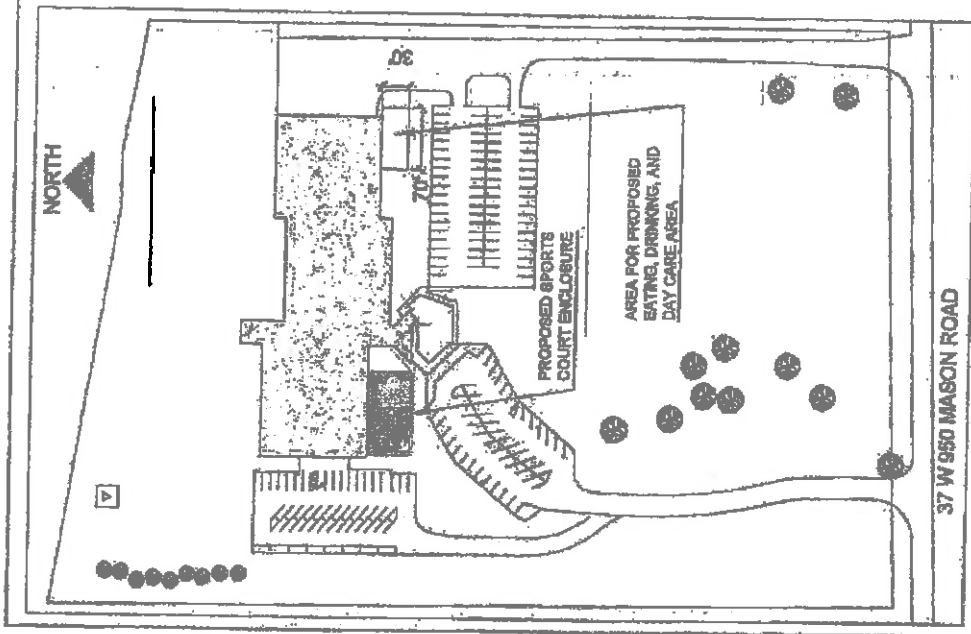 NORTH
30'
70'
PROPOSED SPORTS
COURT ENCLOSURE
AREA FOR PROPOSED
EATING, DRINKING, AND
DAY CARE AREA
37 W 950 MASON ROAD